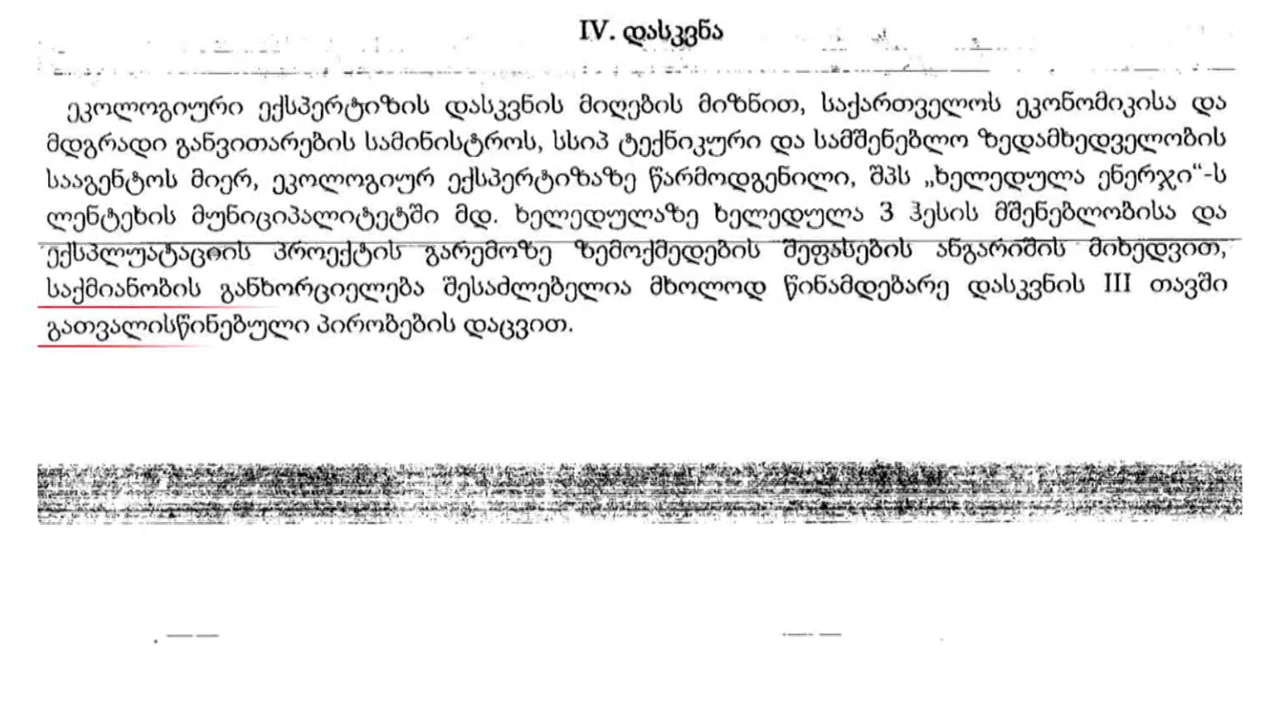 IV. დასკვნა
ეკოლოგიური ექსპერტიზის დასკვნის მიღების მიზნით, საქართველოს ეკონომიკისა და
მდგრადი განვითარების სამინისტროს, სსიპ ტექნიკური და სამშენებლო ზედამხედველობის
სააგენტოს მიერ, ეკოლოგიურ ექსპერტიზაზე წარმოდგენილი, შპს „ხელედულა ენერჯი“-ს
ლენტეხის მუნიციპალიტეტში მდ. ხელედულაზე ხელედულა 3 ჰესის მშენებლობისა და
ექსპლუატაციის პროექტის გარემოზე ზემოქმედების შეფასების ანგარიშის მიხედვით,
საქმიანობის განხორციელება შესაძლებელია მხოლოდ წინამდებარე დასკვნის III თავში
გათვალისწინებული პირობების დაცვით.